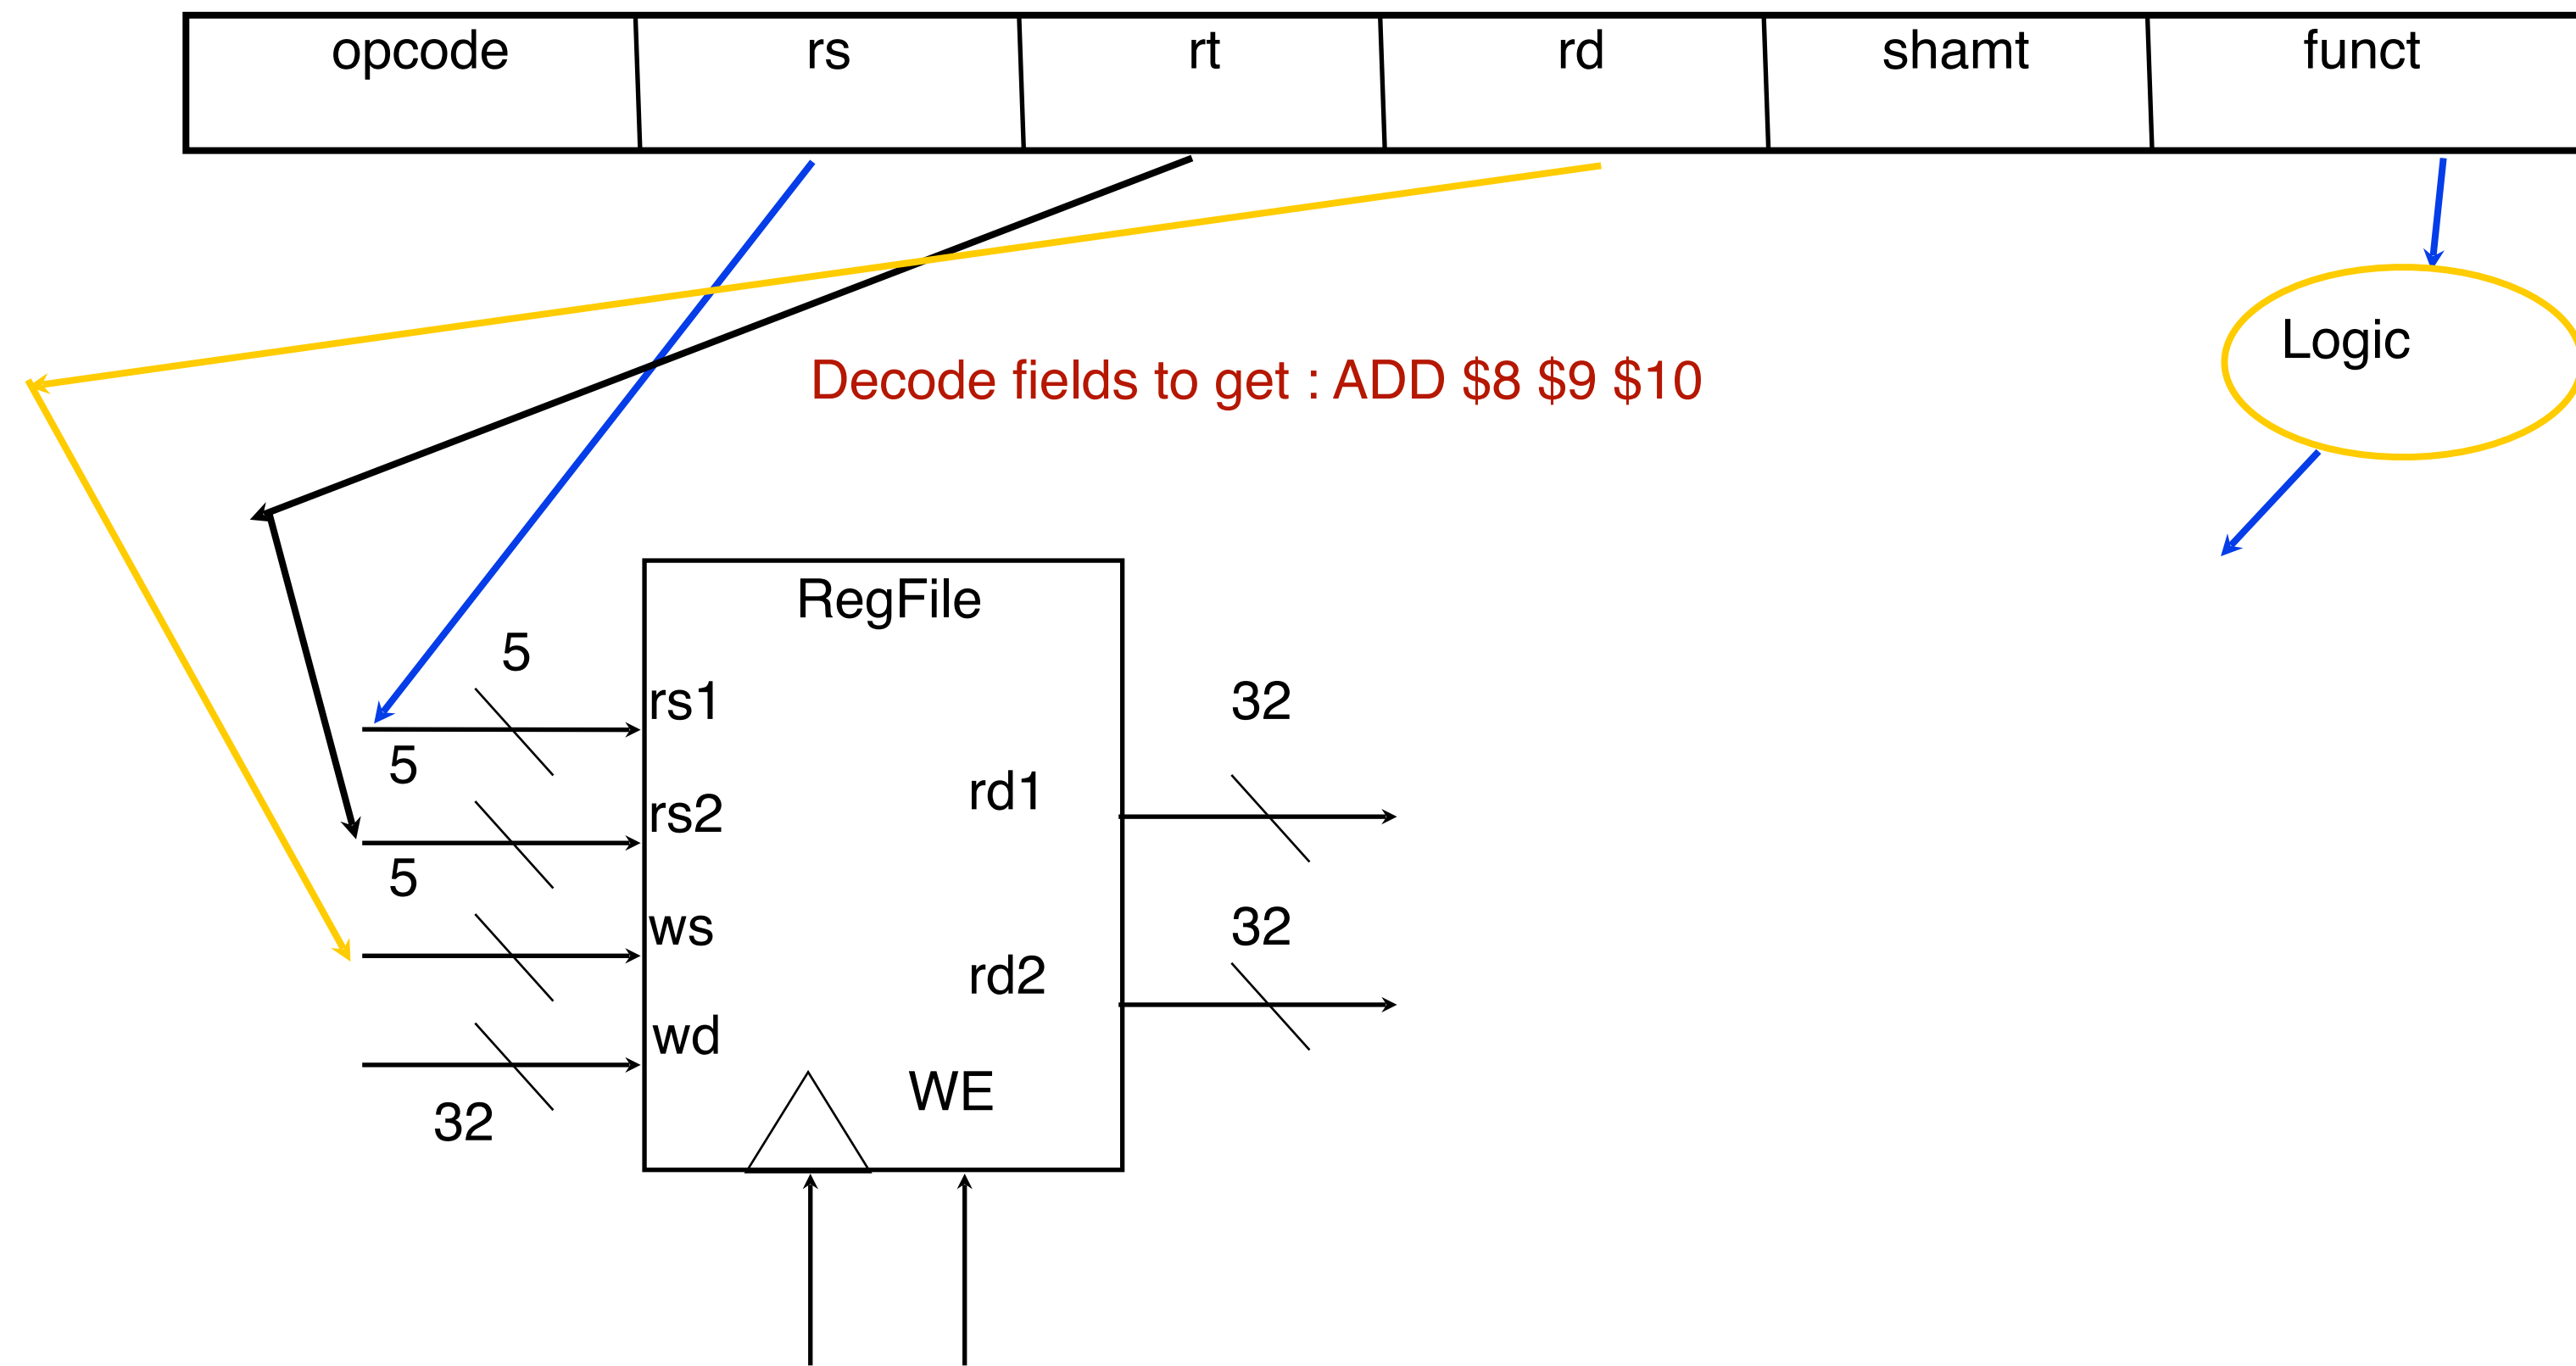 opcode rs rt rd shamt funct
Logic
Decode fields to get : ADD $8 $9 $10
RegFile
5
rs1
32
5
rs2
rd1
5
ws
32
rd2
wd
WE
32